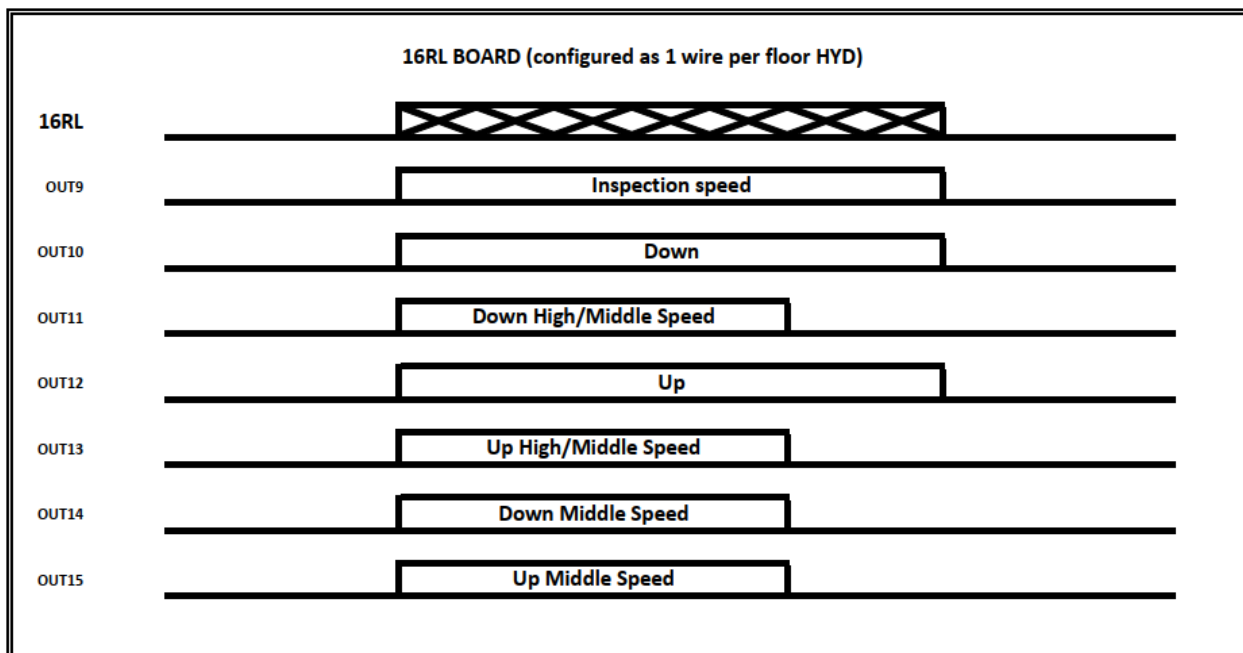 16RL BOARD (configured as 1 wire per floor HYD)
16RL
OUT9 Inspection speed
OUT10 Down
OUT11 Down High/Middle Speed
OUT12 Up
OUT13 Up High/Middle Speed
OUT14 Down Middle Speed
OUT15 Up Middle Speed